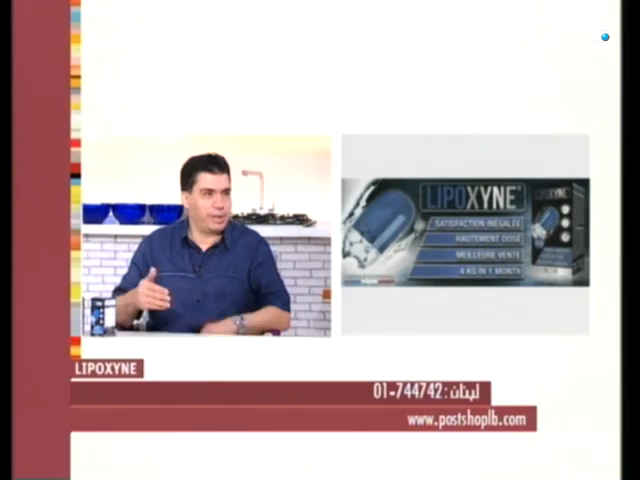 LIPOXYNE
SATISFACTION INÉGALÉE
HAUTEMENT DOSÉ
MEILLEURE VENTE
4 KG IN 1 MONTH
LIPOXYNE
LIPOXYNE
لبنان: 01-744742
www.postshoplb.com